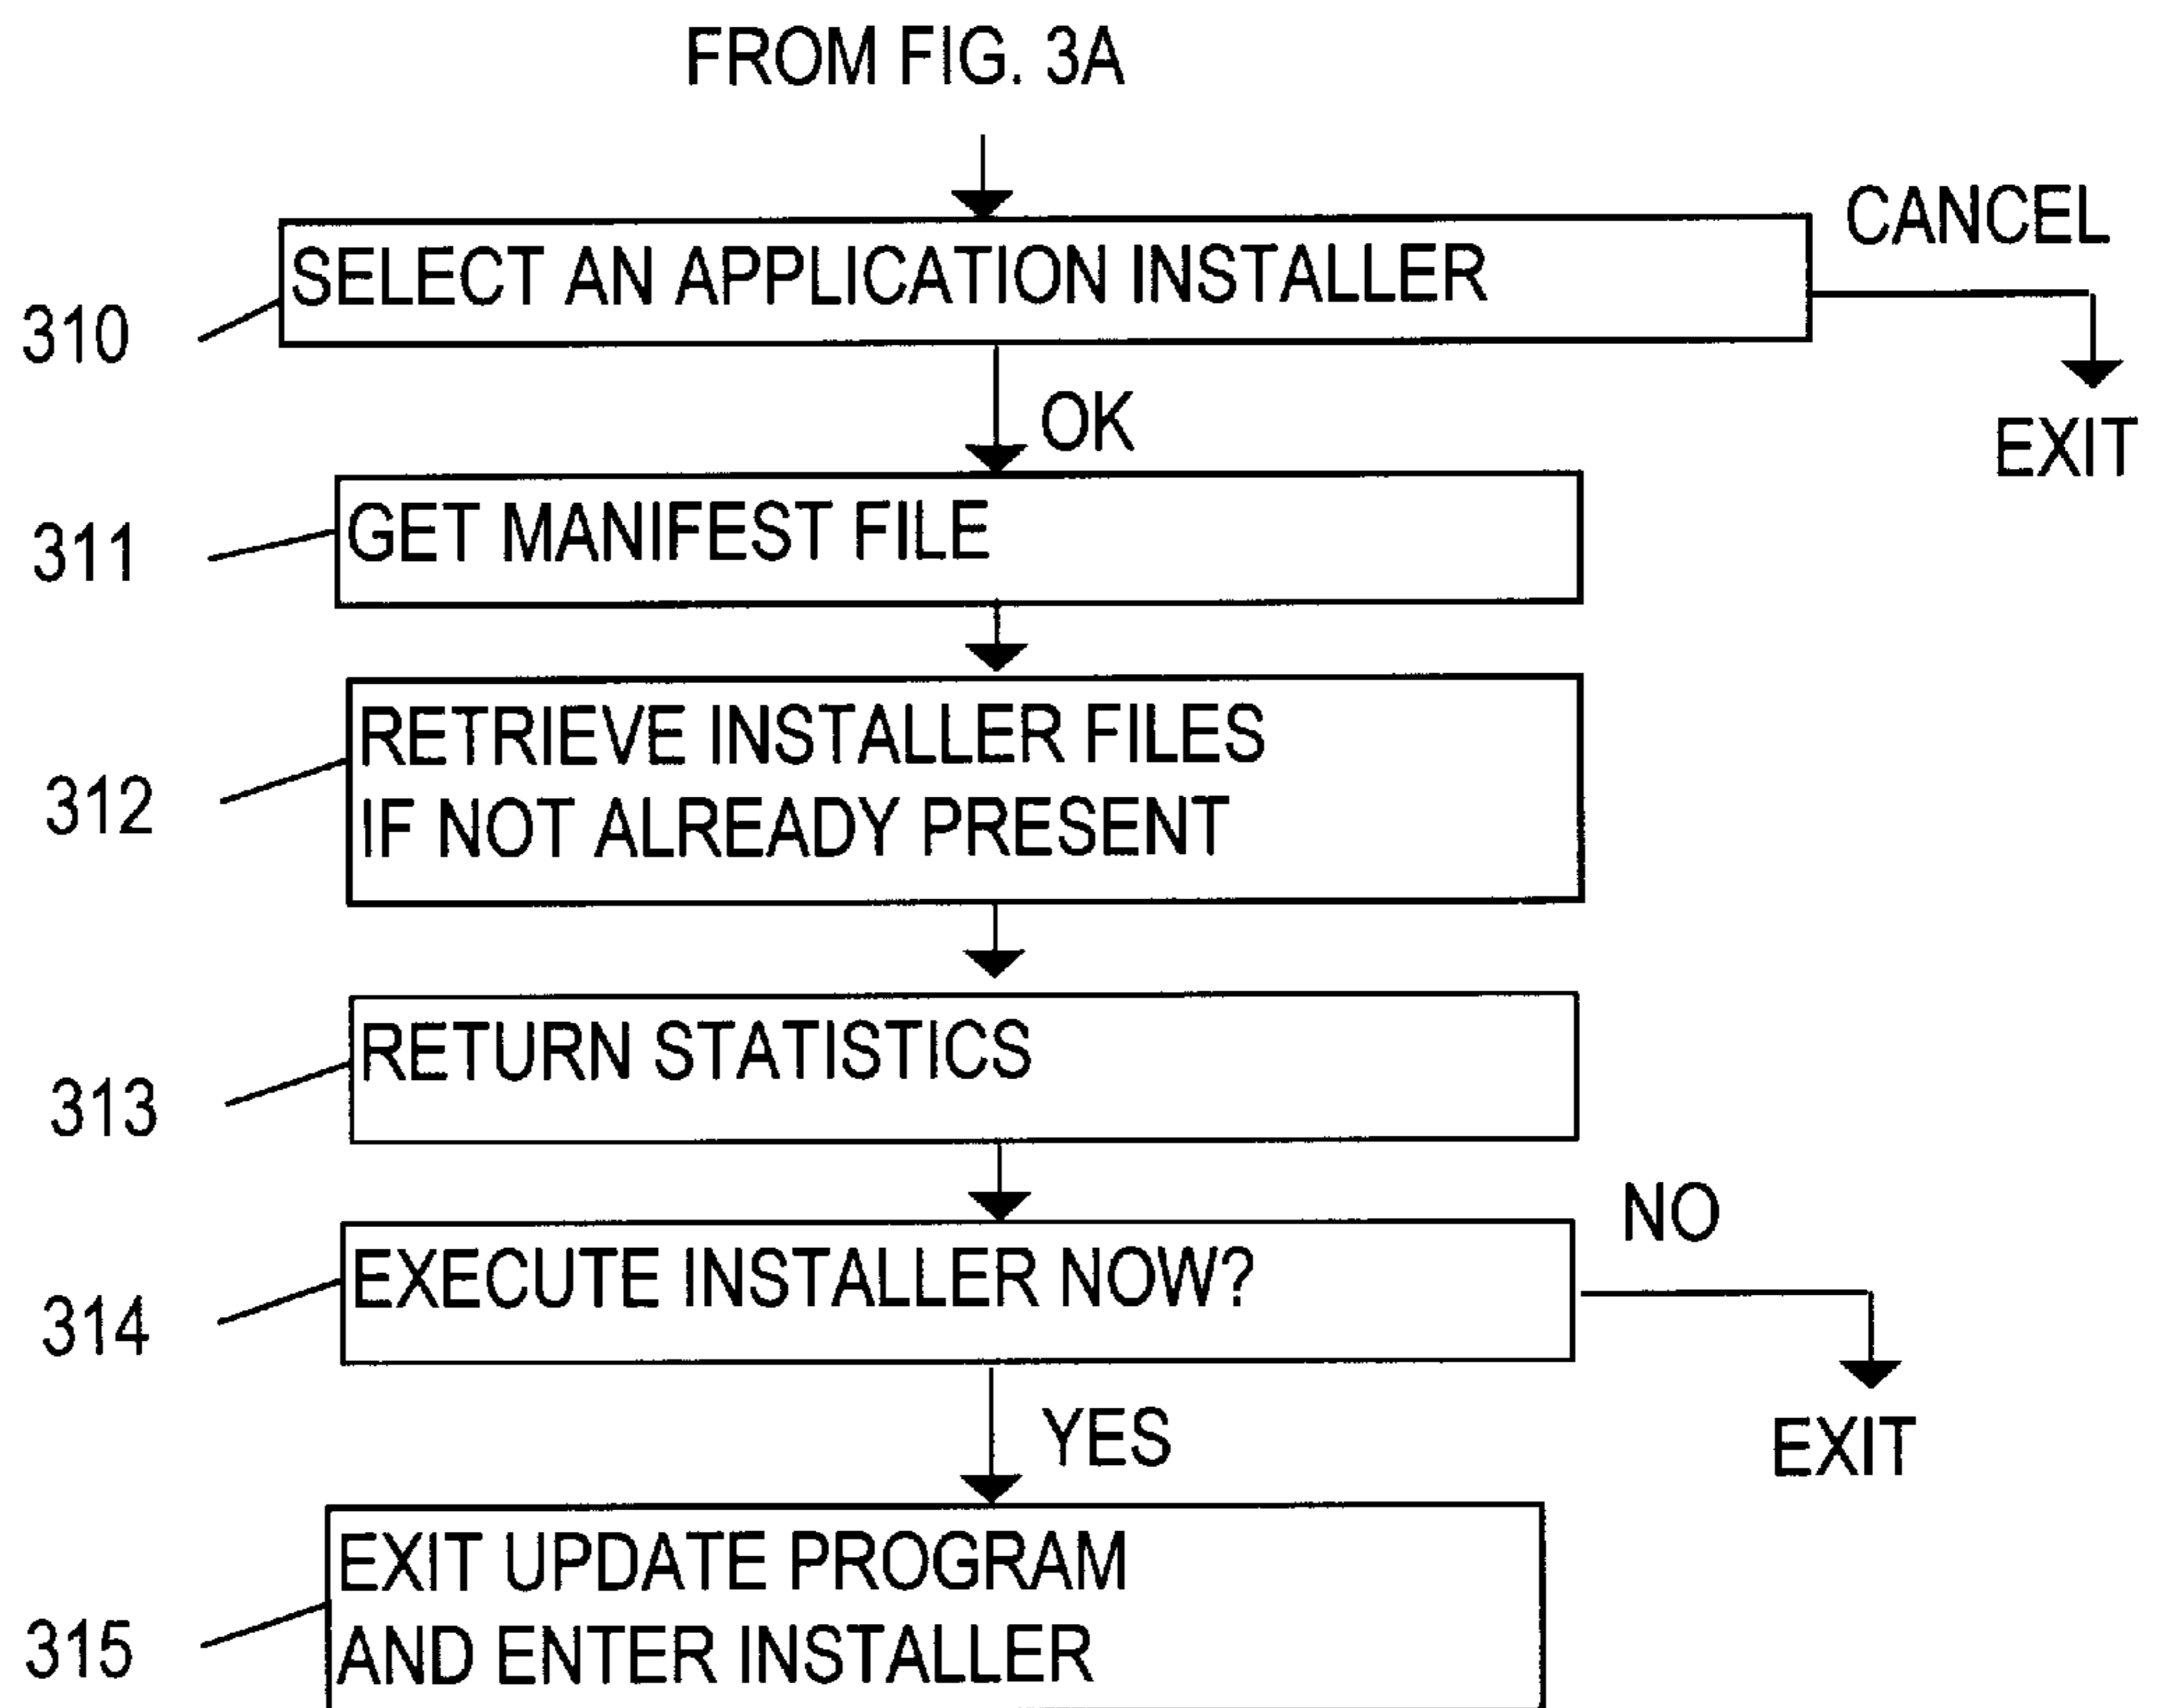 FROM FIG. 3A
CANCEL
SELECT AN APPLICATION INSTALLER
310
OK
EXIT
GET MANIFEST FILE
311
RETRIEVE INSTALLER FILES
IF NOT ALREADY PRESENT
312
RETURN STATISTICS
313
NO
EXECUTE INSTALLER NOW?
314
YES
EXIT
EXIT UPDATE PROGRAM
AND ENTER INSTALLER
315